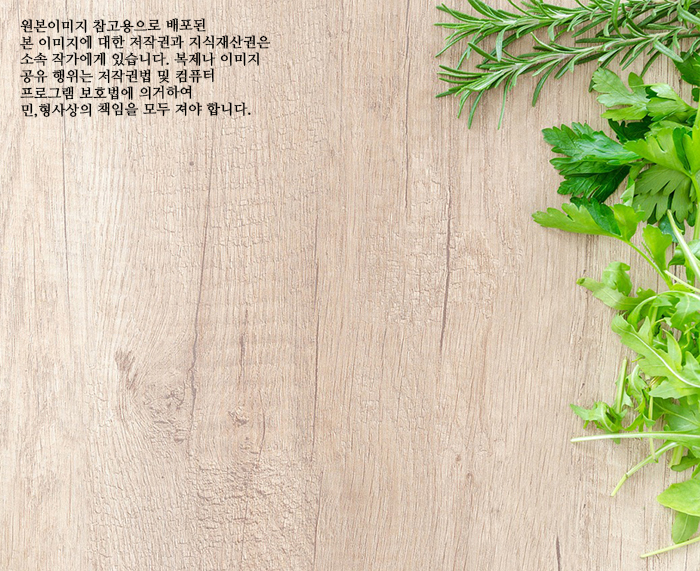 원본이미지 참고용으로 배포된
본 이미지에 대한 저작권과 지식재산권은
소속 작가에게 있습니다. 복제나 이미지
공유 행위는 저작권법 및 컴퓨터
프로그램 보호법에 의거하여
민,형사상의 책임을 모두 져야 합니다.